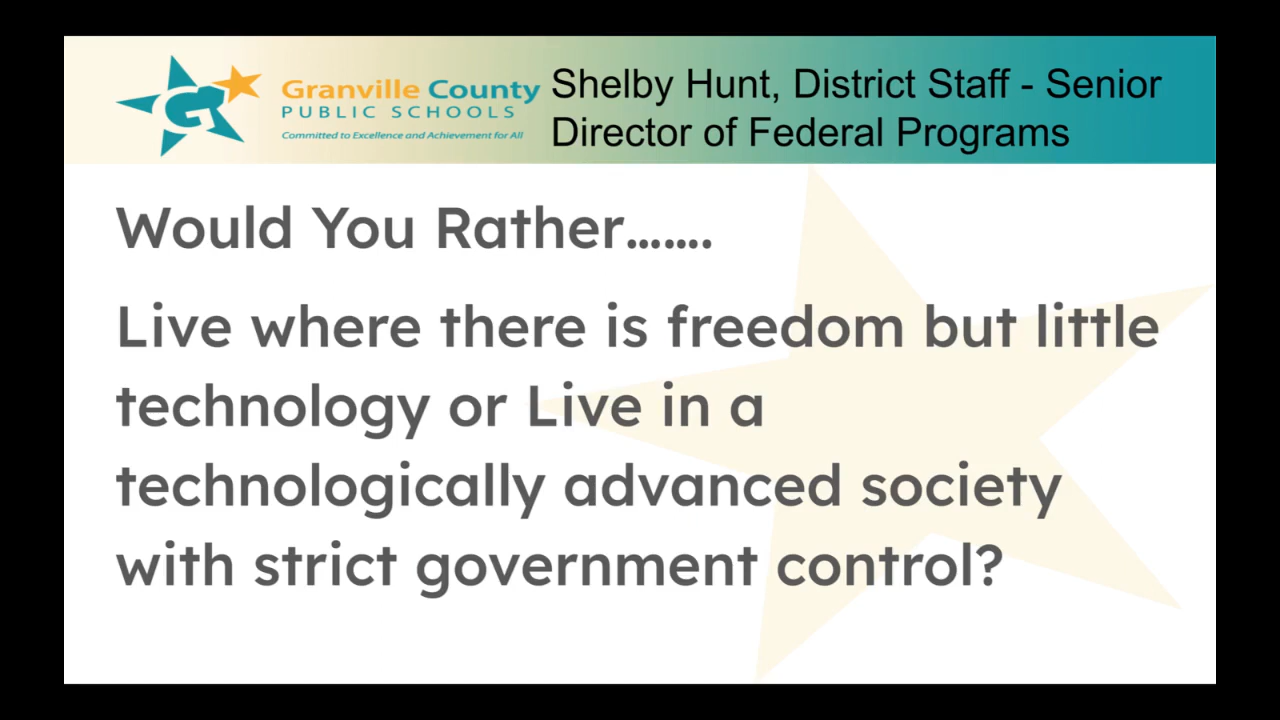 Granville County
PUBLIC SCHOOLS
Committed to Excellence and Achievement for All
Shelby Hunt, District Staff - Senior
Director of Federal Programs
Would You Rather.......
Live where there is freedom but little
technology or Live in a
technologically advanced society
with strict government control?